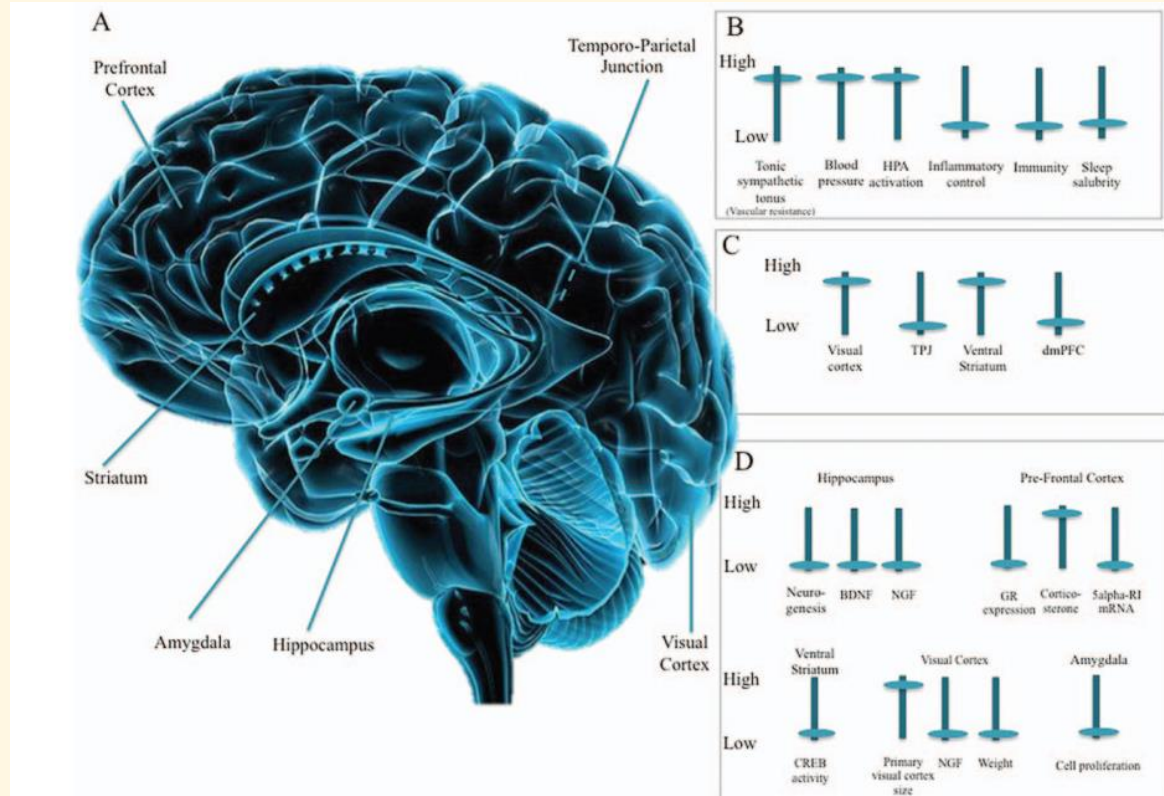 A
Prefrontal
Cortex
Temporo-Parietal
Junction
Striatum
Amygdala
Hippocampus
Visual
Cortex
B
High
Low
Tonic
sympathetic
tonus
(Vascular resistance)
Blood
pressure
HPA
activation
Inflammatory
control
Immunity
Sleep
salubrity
C
High
Low
Visual
cortex
TPJ
Ventral
Striatum
dmPFC
D
Hippocampus
Pre-Frontal Cortex
High
Low
Neuro-
genesis
BDNF
NGF
GR
expression
Cortico-
sterone
5alpha-RI
mRNA
Ventral
Striatum
Visual Cortex
Amygdala
High
Low
CREB
activity
Primary
visual cortex
size
NGF
Weight
Cell proliferation